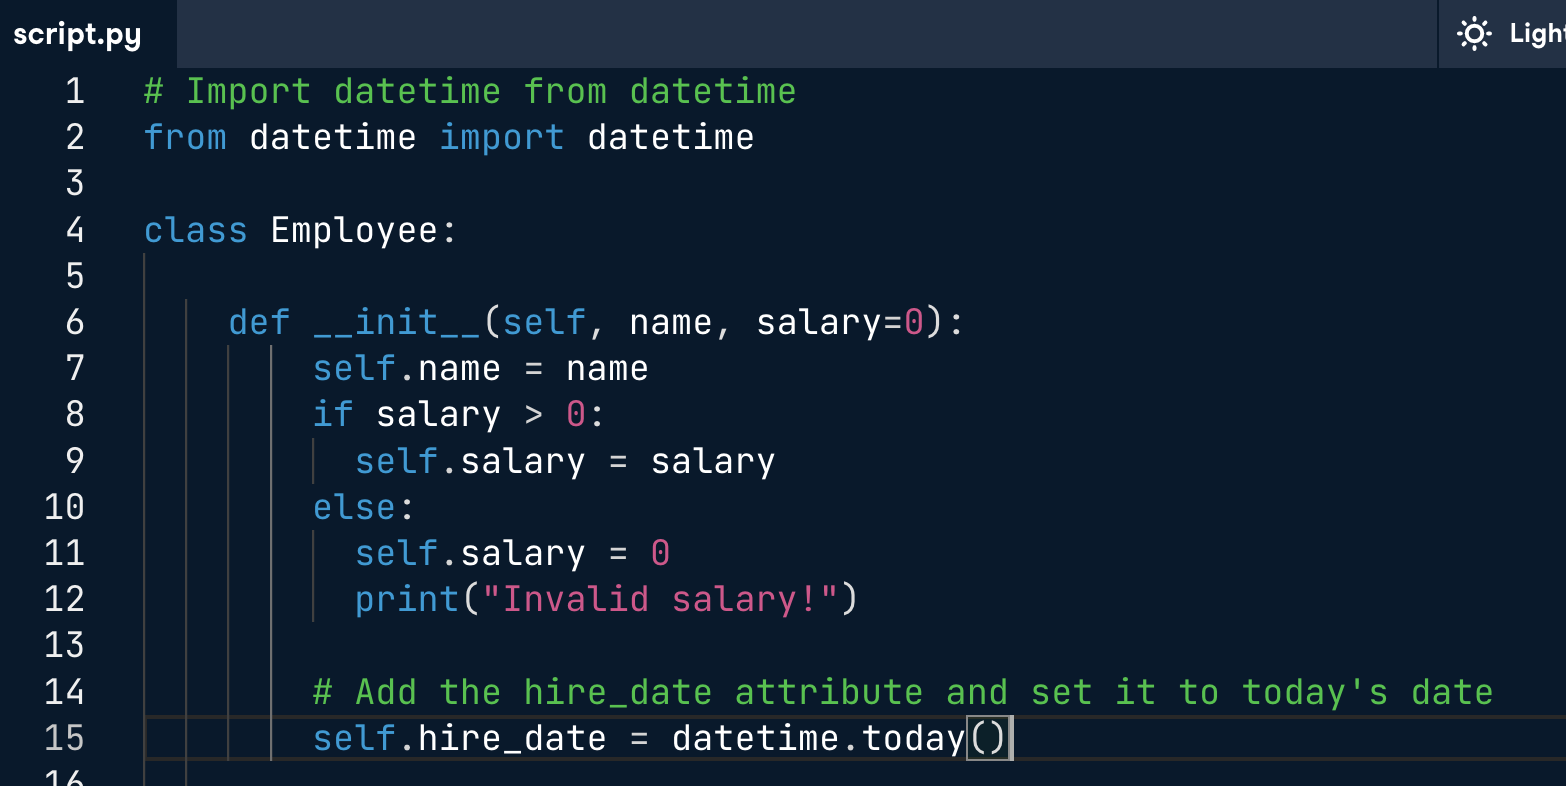 script.py
Light
1 # Import datetime from datetime
2 from datetime import datetime
3
4 class Employee:
5
6 def __init__(self, name, salary=0):
7 self.name = name
8 if salary > 0:
9 self.salary = salary
10 else:
11 self.salary = 0
12 print("Invalid salary!")
13
14 # Add the hire_date attribute and set it to today's date
15 self.hire_date = datetime.today()
16